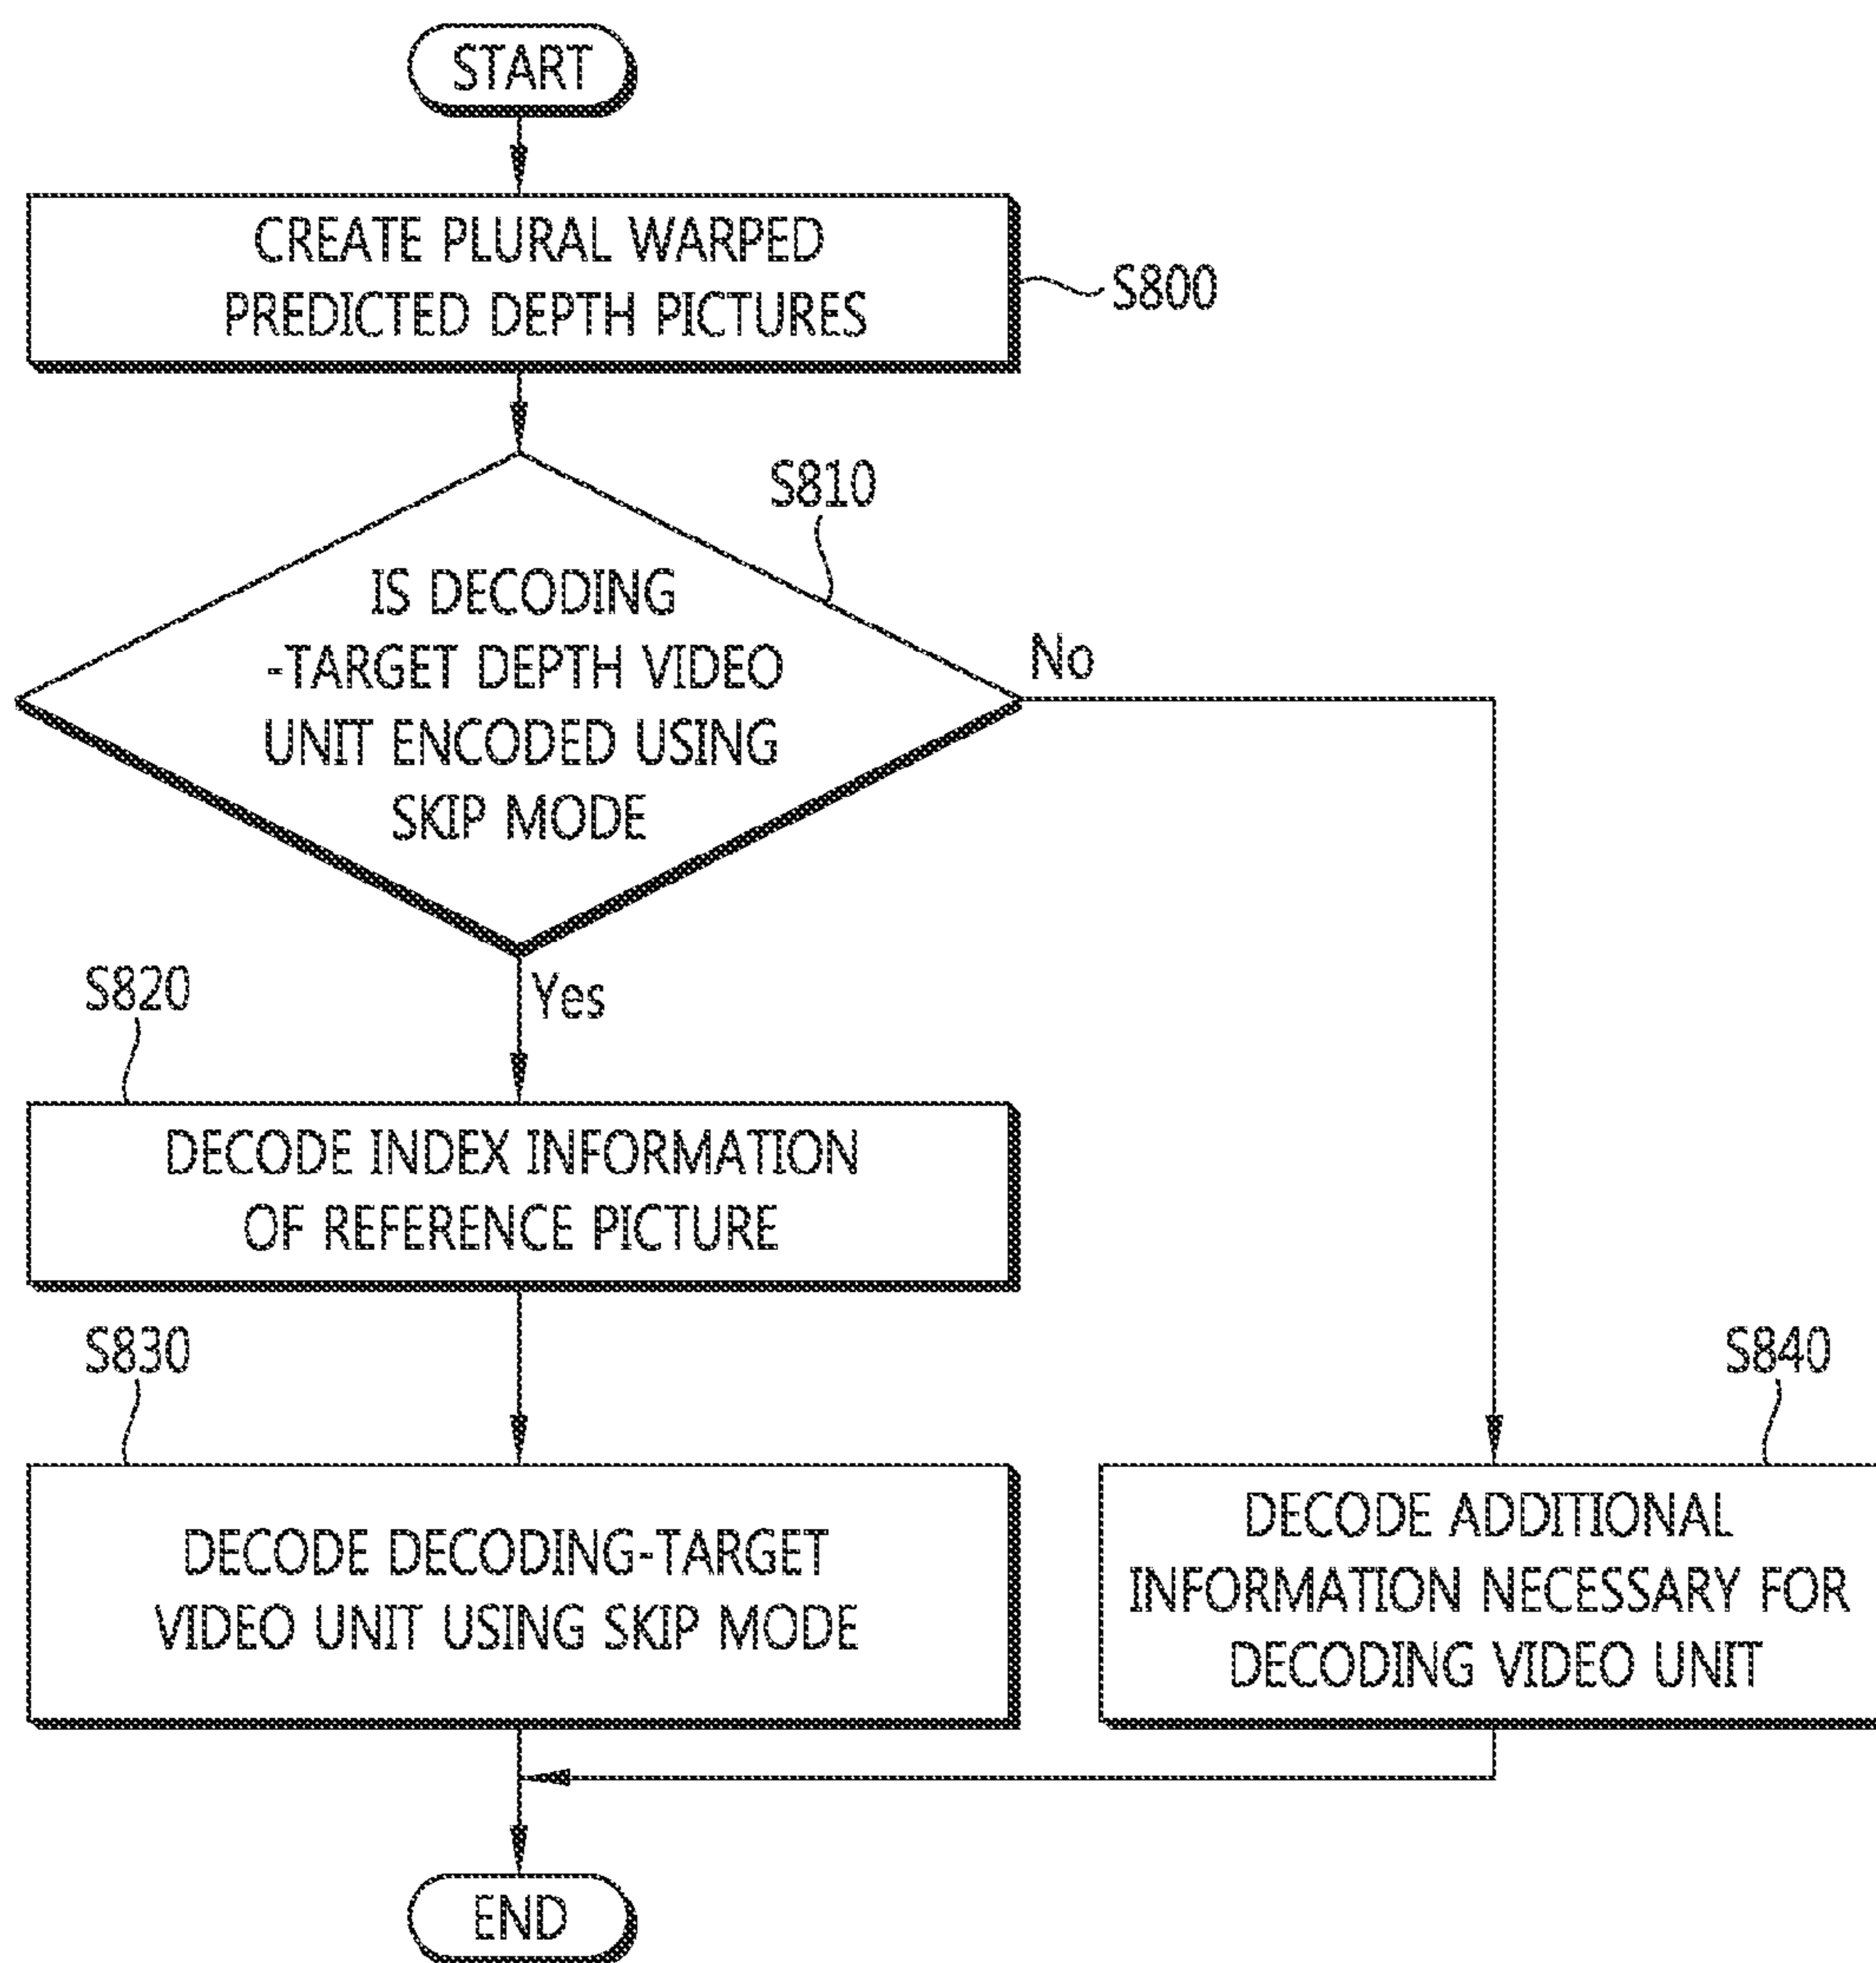 START
CREATE PLURAL WARPED
PREDICTED DEPTH PICTURES
S800
S810
IS DECODING
-TARGET DEPTH VIDEO
UNIT ENCODED USING
SKIP MODE
No
Yes
S820
DECODE INDEX INFORMATION
OF REFERENCE PICTURE
S830
DECODE DECODING-TARGET
VIDEO UNIT USING SKIP MODE
S840
DECODE ADDITIONAL
INFORMATION NECESSARY FOR
DECODING VIDEO UNIT
END